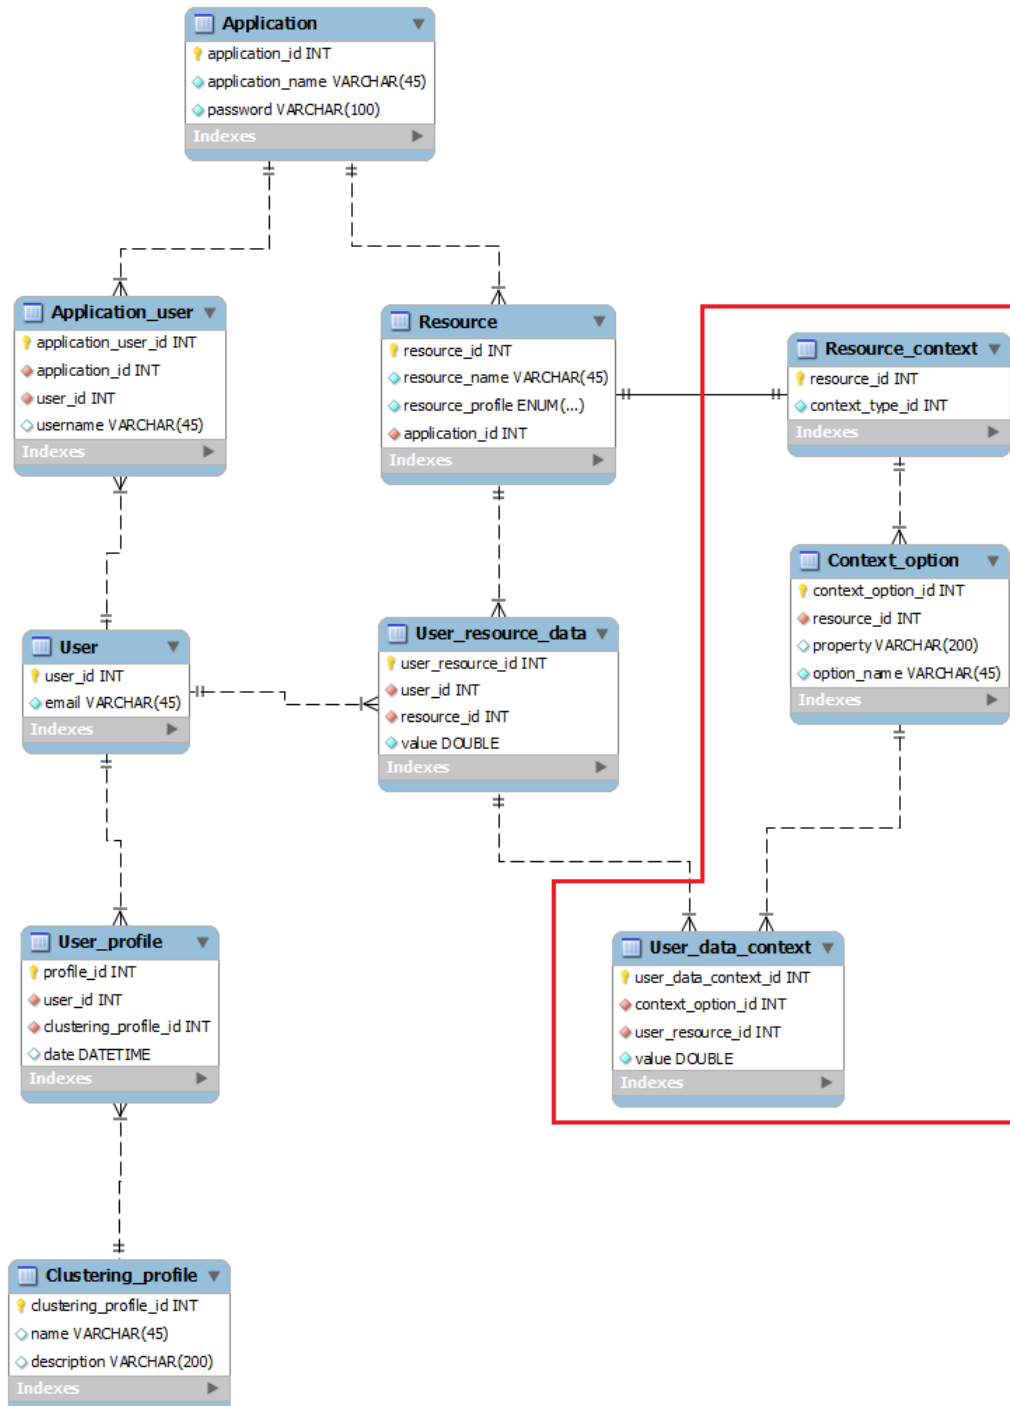 Application
application_id INT
application_name VARCHAR(45)
password VARCHAR(100)
Indexes
Application_user
application_user_id INT
application_id INT
user_id INT
username VARCHAR(45)
Indexes
Resource
resource_id INT
resource_name VARCHAR(45)
resource_profile ENUM(...)
application_id INT
Indexes
Resource_context
resource_id INT
context_type_id INT
Indexes
Context_option
context_option_id INT
resource_id INT
property VARCHAR(200)
option_name VARCHAR(45)
Indexes
User
user_id INT
email VARCHAR(45)
Indexes
User_resource_data
user_resource_id INT
user_id INT
resource_id INT
value DOUBLE
Indexes
User_profile
profile_id INT
user_id INT
clustering_profile_id INT
date DATETIME
Indexes
User_data_context
user_data_context_id INT
context_option_id INT
user_resource_id INT
value DOUBLE
Indexes
Clustering_profile
clustering_profile_id INT
name VARCHAR(45)
description VARCHAR(200)
Indexes